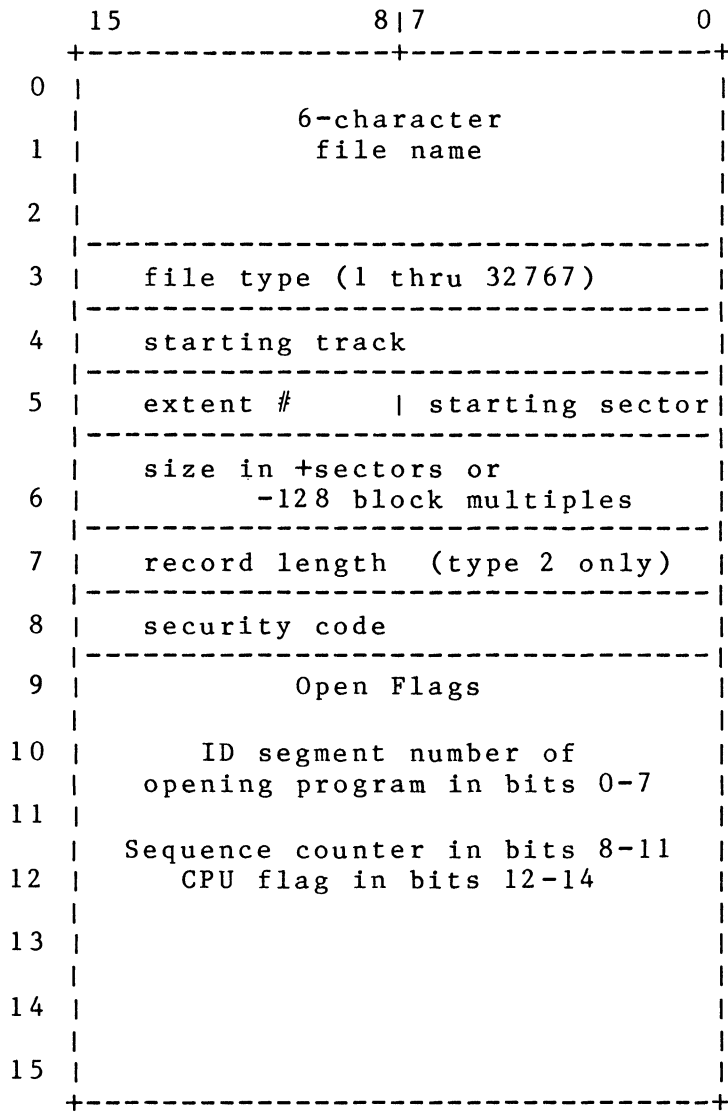 15 8|7 0
0
6-character
1 file name
2
3 file type (1 thru 32767)
4 starting track
5 extent # | starting sector
size in +sectors or
6 -128 block multiples
7 record length (type 2 only)
8 security code
9 Open Flags
10 ID segment number of
opening program in bits 0-7
11
Sequence counter in bits 8-11
12 CPU flag in bits 12-14
13
14
15